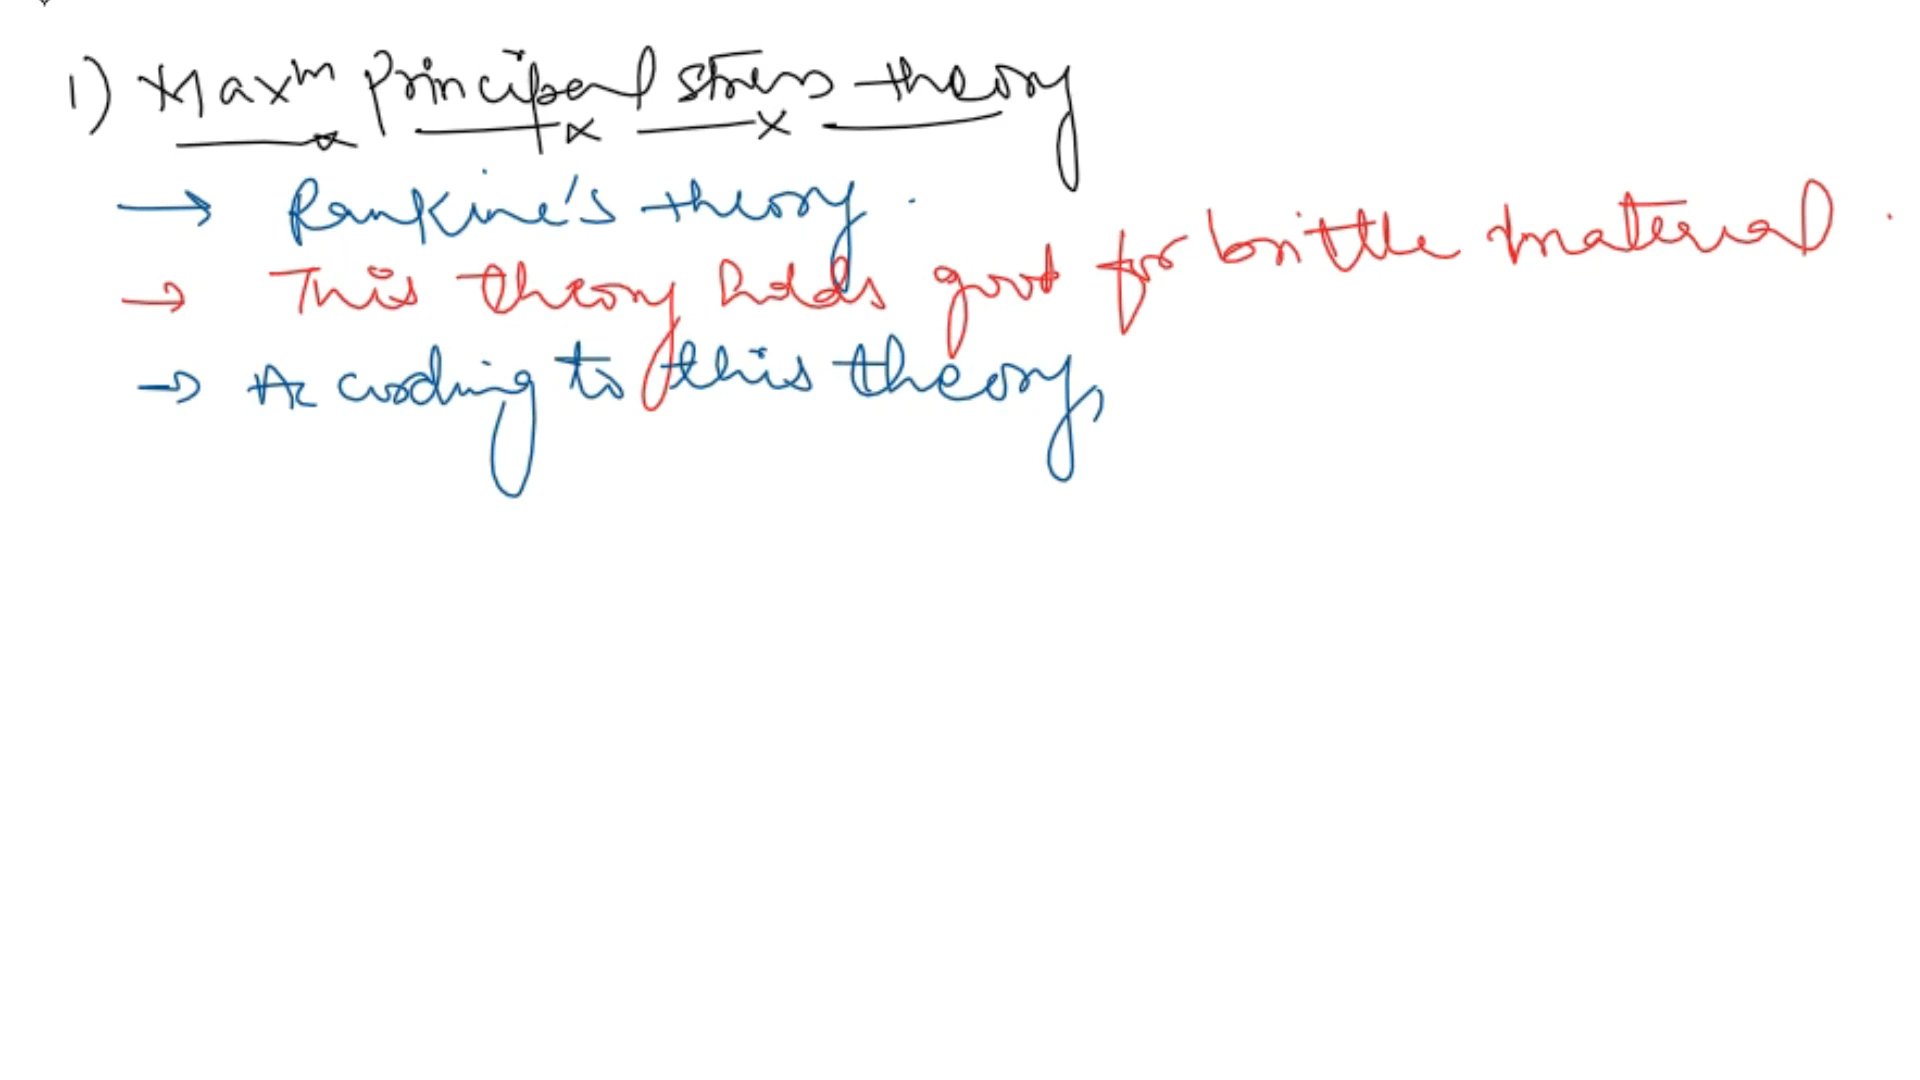 1) Maxm Principal stress theory
→ Rankine's theory.
→ This theory holds good for brittle material.
→ According to this theory,